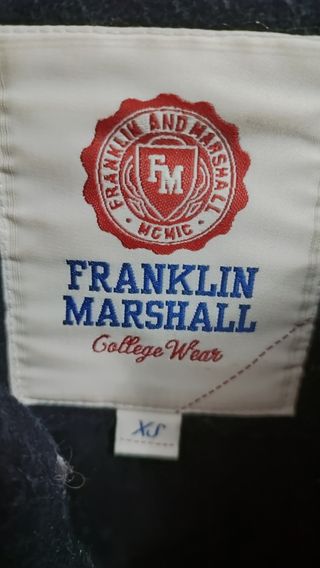 FRANKLIN AND MARSHALL
FM
· MCMIC ·
FRANKLIN
MARSHALL
College Wear
XS